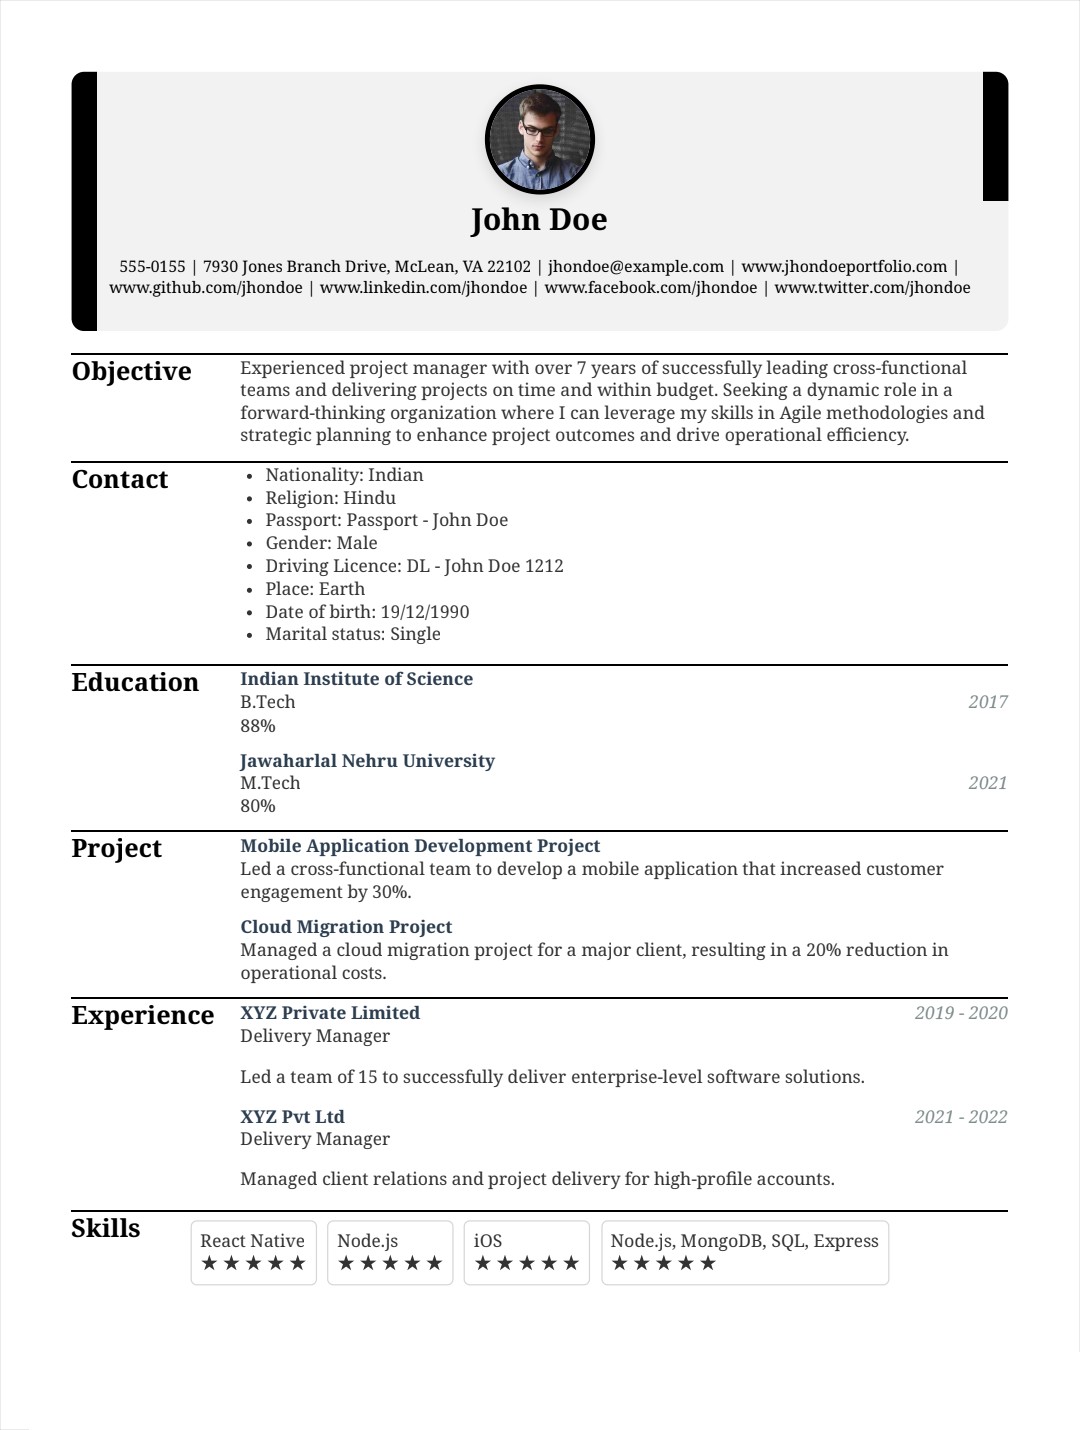 John Doe
555-0155 | 7930 Jones Branch Drive, McLean, VA 22102 | jhondoe@example.com | www.jhondoeportfolio.com |
www.github.com/jhondoe | www.linkedin.com/jhondoe | www.facebook.com/jhondoe | www.twitter.com/jhondoe
Objective
Experienced project manager with over 7 years of successfully leading cross-functional
teams and delivering projects on time and within budget. Seeking a dynamic role in a
forward-thinking organization where I can leverage my skills in Agile methodologies and
strategic planning to enhance project outcomes and drive operational efficiency.
Contact
• Nationality: Indian
• Religion: Hindu
• Passport: Passport - John Doe
• Gender: Male
• Driving Licence: DL - John Doe 1212
• Place: Earth
• Date of birth: 19/12/1990
• Marital status: Single
Education
Indian Institute of Science
B.Tech 2017
88%
Jawaharlal Nehru University
M.Tech 2021
80%
Project
Mobile Application Development Project
Led a cross-functional team to develop a mobile application that increased customer
engagement by 30%.
Cloud Migration Project
Managed a cloud migration project for a major client, resulting in a 20% reduction in
operational costs.
Experience
XYZ Private Limited 2019 - 2020
Delivery Manager
Led a team of 15 to successfully deliver enterprise-level software solutions.
XYZ Pvt Ltd 2021 - 2022
Delivery Manager
Managed client relations and project delivery for high-profile accounts.
Skills
React Native
★★★★★
Node.js
★★★★★
iOS
★★★★★
Node.js, MongoDB, SQL, Express
★★★★★